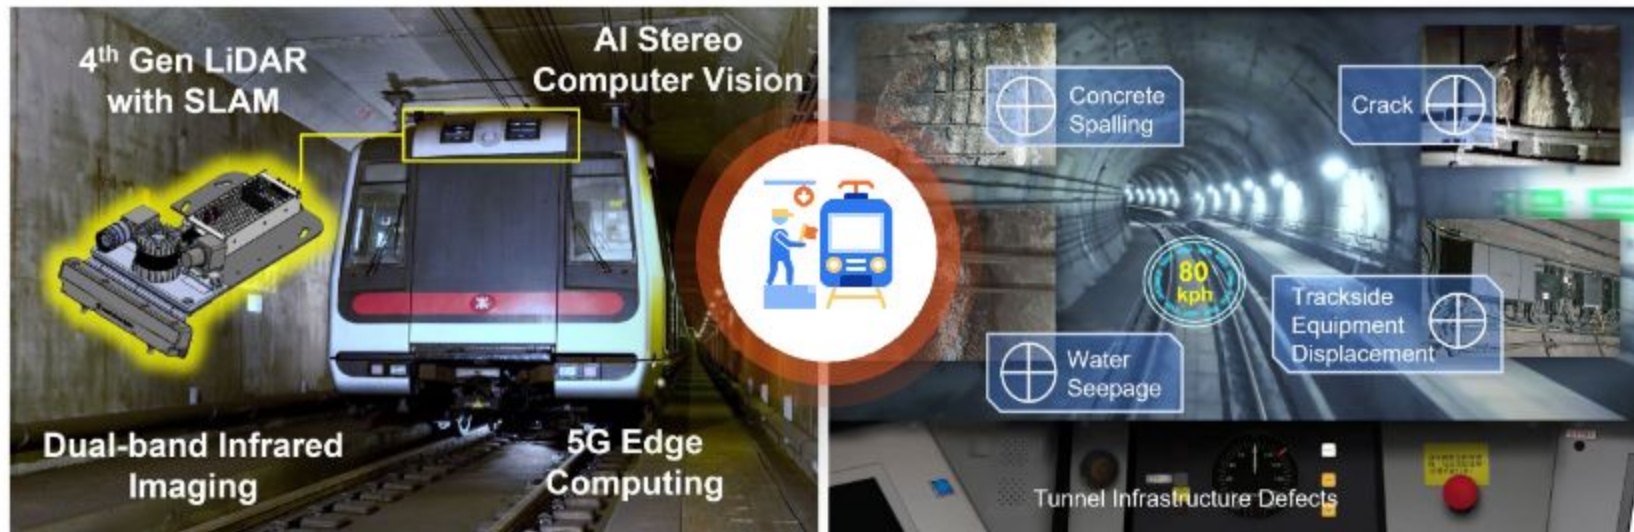 4th Gen LiDAR
with SLAM
AI Stereo
Computer Vision
Dual-band Infrared
Imaging
5G Edge
Computing
Concrete
Spalling
Crack
80
kph
Trackside
Equipment
Displacement
Water
Seepage
Tunnel Infrastructure Defects